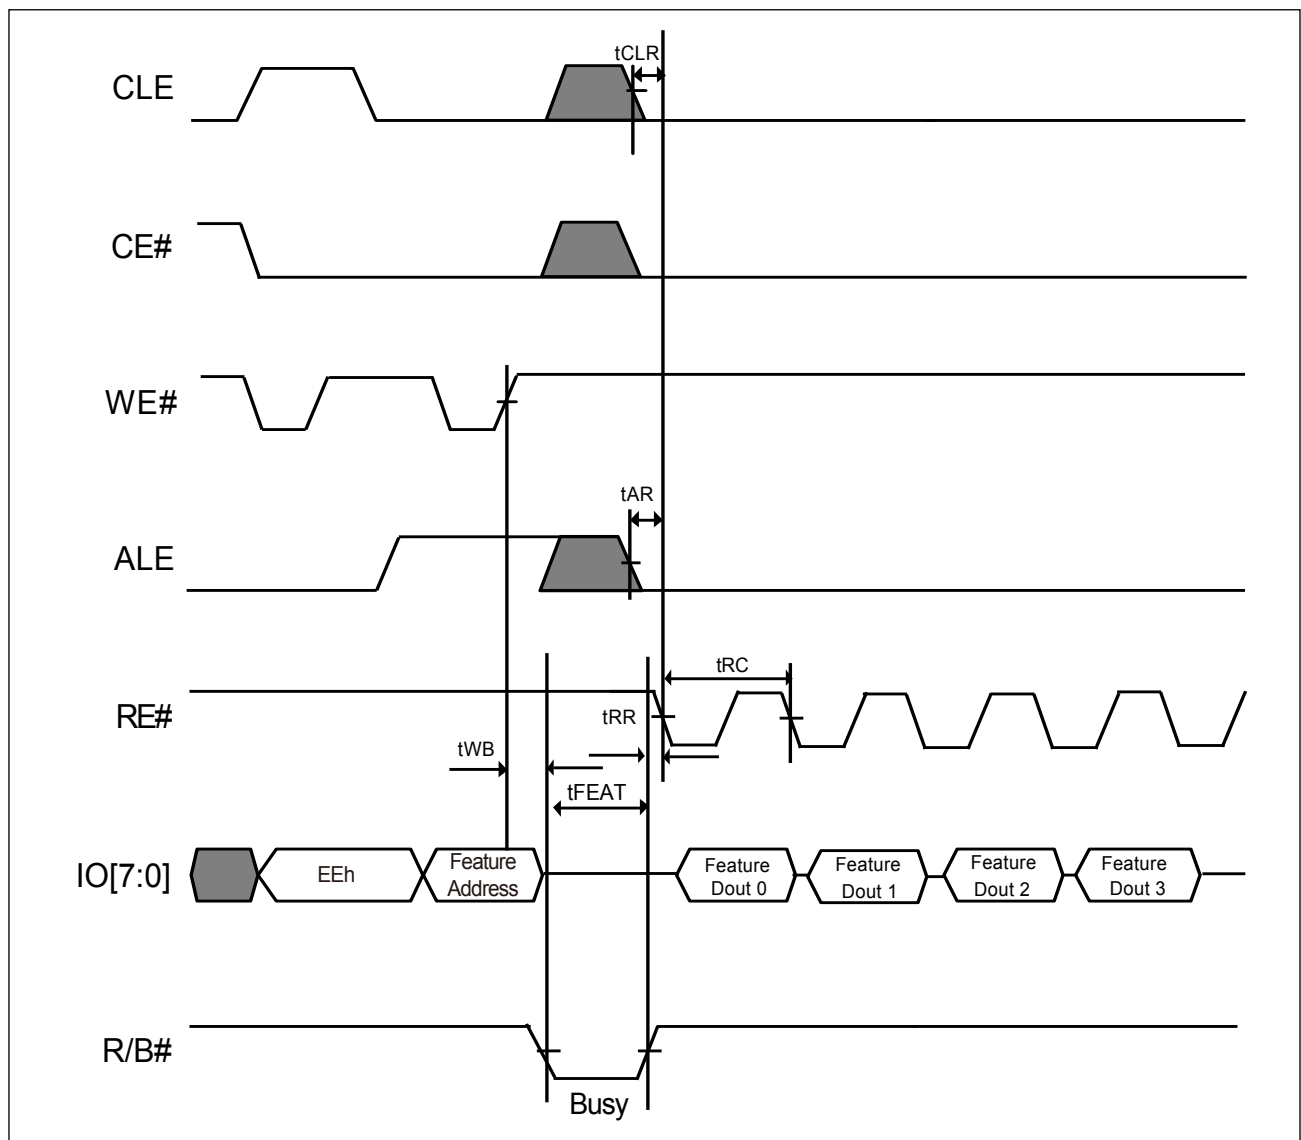 tCLR
CLE
CE#
WE#
tAR
ALE
tRC
RE#
tRR
tWB
tFEAT
IO[7:0]
EEh
Feature
Address
Feature
Dout 0
Feature
Dout 1
Feature
Dout 2
Feature
Dout 3
R/B#
Busy